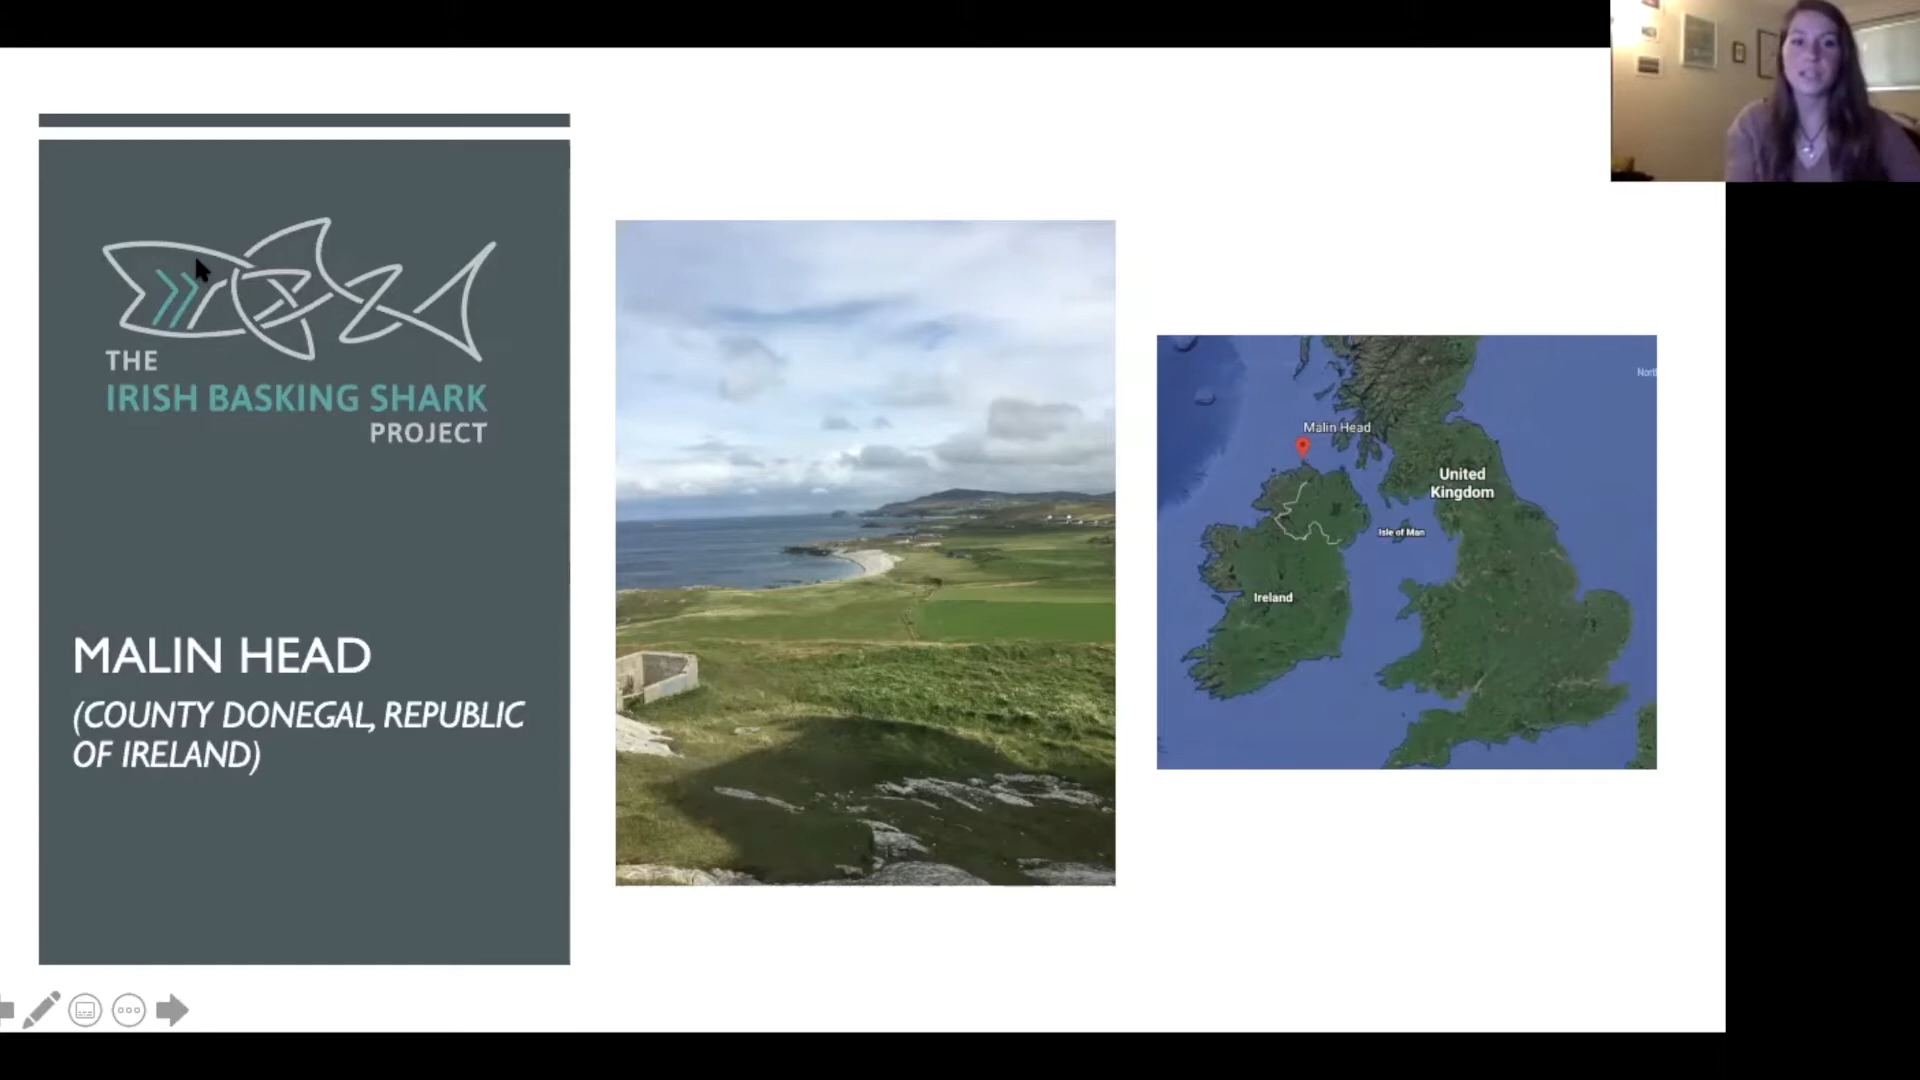 THE
IRISH BASKING SHARK
PROJECT
MALIN HEAD
(COUNTY DONEGAL, REPUBLIC
OF IRELAND)
Malin Head
United
Kingdom
Isle of Man
Ireland
Nort